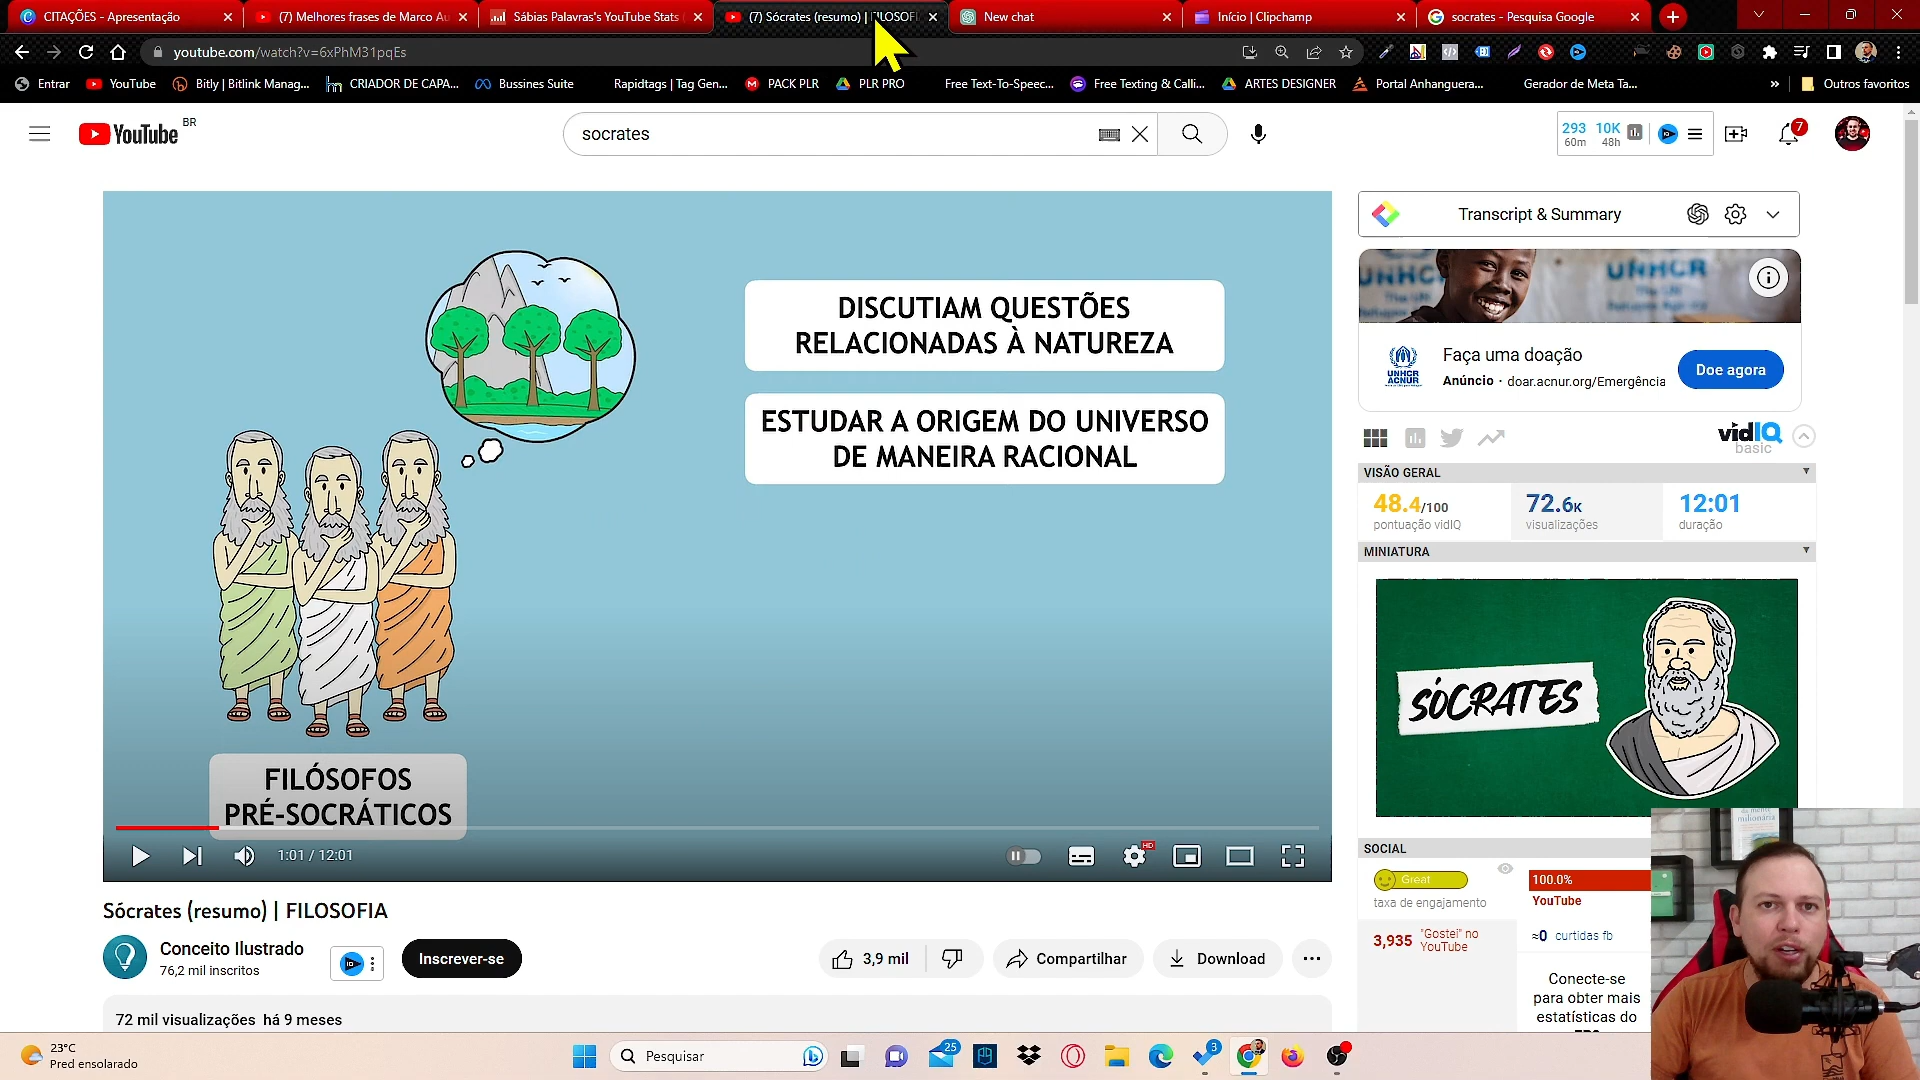 CITAÇÕES - Apresentação
(7) Melhores frases de Marco Au
Sábias Palavras's YouTube Stats
(7) Sócrates (resumo) | FILOSOFI
New chat
Início | Clipchamp
socrates - Pesquisa Google
youtube.com/watch?v=6xPhM31pqEs
Entrar
YouTube
Bitly | Bitlink Manag...
CRIADOR DE CAPA...
Bussines Suite
Rapidtags | Tag Gen...
PACK PLR
PLR PRO
Free Text-To-Speec...
Free Texting & Calli...
ARTES DESIGNER
Portal Anhanguera...
Gerador de Meta Ta...
»
Outros favoritos
YouTube BR
socrates
293 10K
60m 48h
7
DISCUTIAM QUESTÕES
RELACIONADAS À NATUREZA
ESTUDAR A ORIGEM DO UNIVERSO
DE MANEIRA RACIONAL
FILÓSOFOS
PRÉ-SOCRÁTICOS
1:01 / 12:01
HD
Sócrates (resumo) | FILOSOFIA
Conceito Ilustrado
76,2 mil inscritos
Inscrever-se
3,9 mil
Compartilhar
Download
72 mil visualizações há 9 meses
Transcript & Summary
UNHCR
UNHCR
ACNUR
Faça uma doação
Anúncio · doar.acnur.org/Emergência
Doe agora
vidIQ
basic
VISÃO GERAL
48.4/100
pontuação vidIQ
72.6K
visualizações
12:01
duração
MINIATURA
SÓCRATES
SOCIAL
Great
taxa de engajamento
100.0%
YouTube
3,935 "Gostei" no
YouTube
≈0 curtidas fb
Conecte-se
para obter mais
estatísticas do
milionária
23°C
Pred ensolarado
Pesquisar
25
3